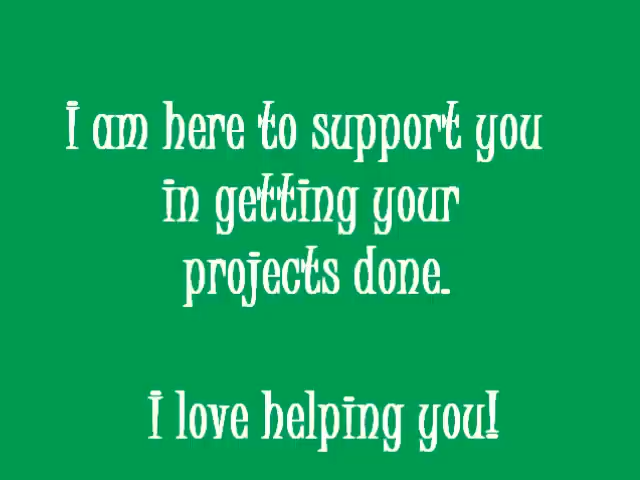 I am here to support you
in getting your
projects done.
I love helping you!